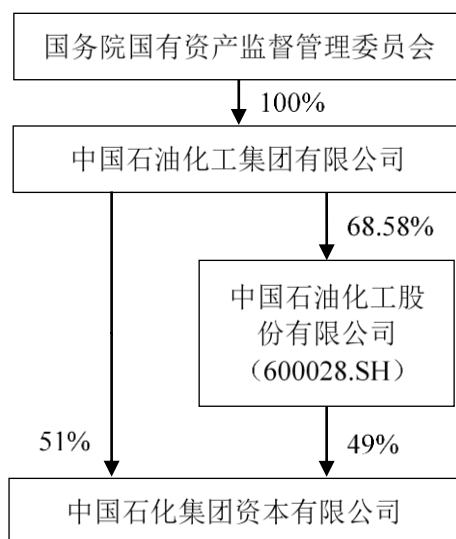 国务院国有资产监督管理委员会
100%
中国石油化工集团有限公司
68.58%
中国石油化工股
份有限公司
（600028.SH）
51%
49%
中国石化集团资本有限公司